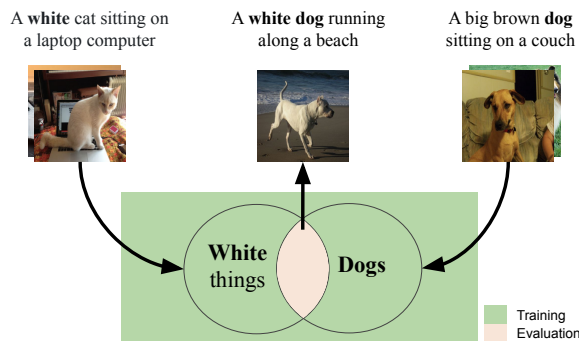 A white cat sitting on
a laptop computer
A white dog running
along a beach
A big brown dog
sitting on a couch
White
things
Dogs
Training
Evaluation